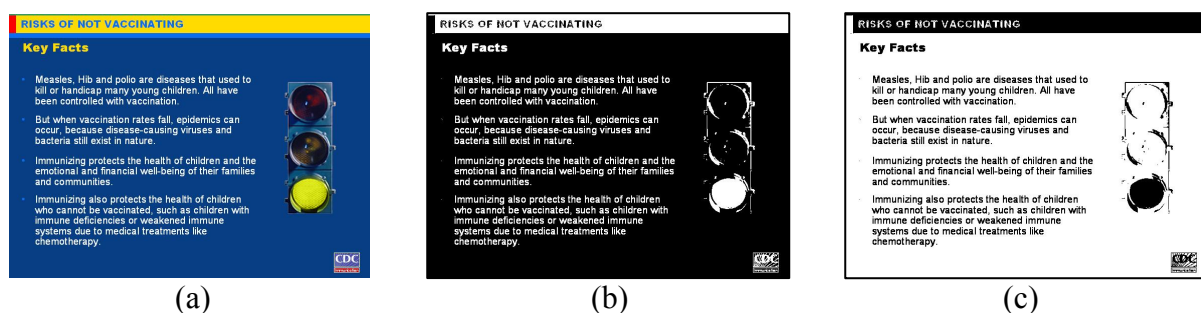 RISKS OF NOT VACCINATING
Key Facts
Measles, Hib and polio are diseases that used to
kill or handicap many young children. All have
been controlled with vaccination.
But when vaccination rates fall, epidemics can
occur, because disease-causing viruses and
bacteria still exist in nature.
Immunizing protects the health of children and the
emotional and financial well-being of their families
and communities.
Immunizing also protects the health of children
who cannot be vaccinated, such as children with
immune deficiencies or weakened immune
systems due to medical treatments like
chemotherapy.
CDC
(a)
RISKS OF NOT VACCINATING
Key Facts
Measles, Hib and polio are diseases that used to
kill or handicap many young children. All have
been controlled with vaccination.
But when vaccination rates fall, epidemics can
occur, because disease-causing viruses and
bacteria still exist in nature.
Immunizing protects the health of children and the
emotional and financial well-being of their families
and communities.
Immunizing also protects the health of children
who cannot be vaccinated, such as children with
immune deficiencies or weakened immune
systems due to medical treatments like
chemotherapy.
CDC
(b)
RISKS OF NOT VACCINATING
Key Facts
Measles, Hib and polio are diseases that used to
kill or handicap many young children. All have
been controlled with vaccination.
But when vaccination rates fall, epidemics can
occur, because disease-causing viruses and
bacteria still exist in nature.
Immunizing protects the health of children and the
emotional and financial well-being of their families
and communities.
Immunizing also protects the health of children
who cannot be vaccinated, such as children with
immune deficiencies or weakened immune
systems due to medical treatments like
chemotherapy.
CDC
(c)